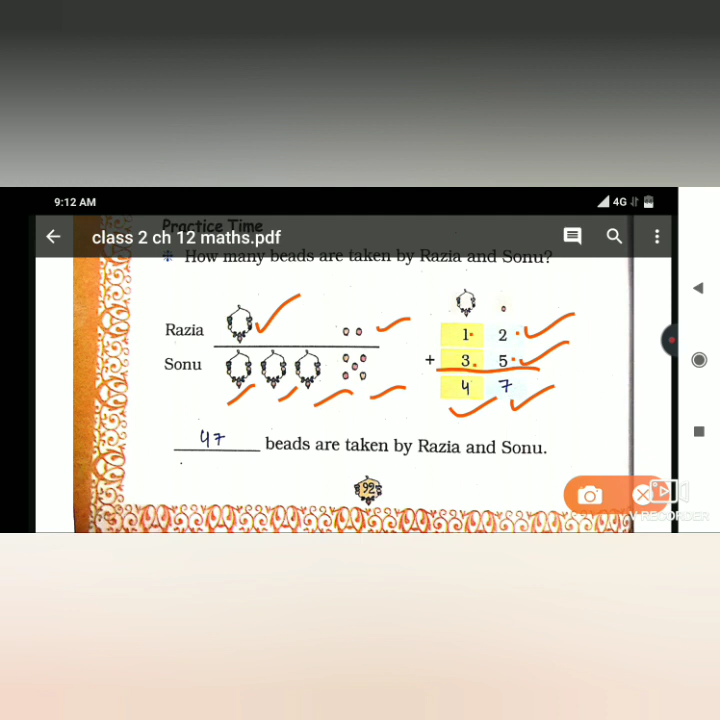 9:12 AM
4G
Practice Time
class 2 ch 12 maths.pdf
How many beads are taken by Razia and Sonu?
Razia
1 2
Sonu
+ 3 5
4 7
47 beads are taken by Razia and Sonu.
92
V RECORDER